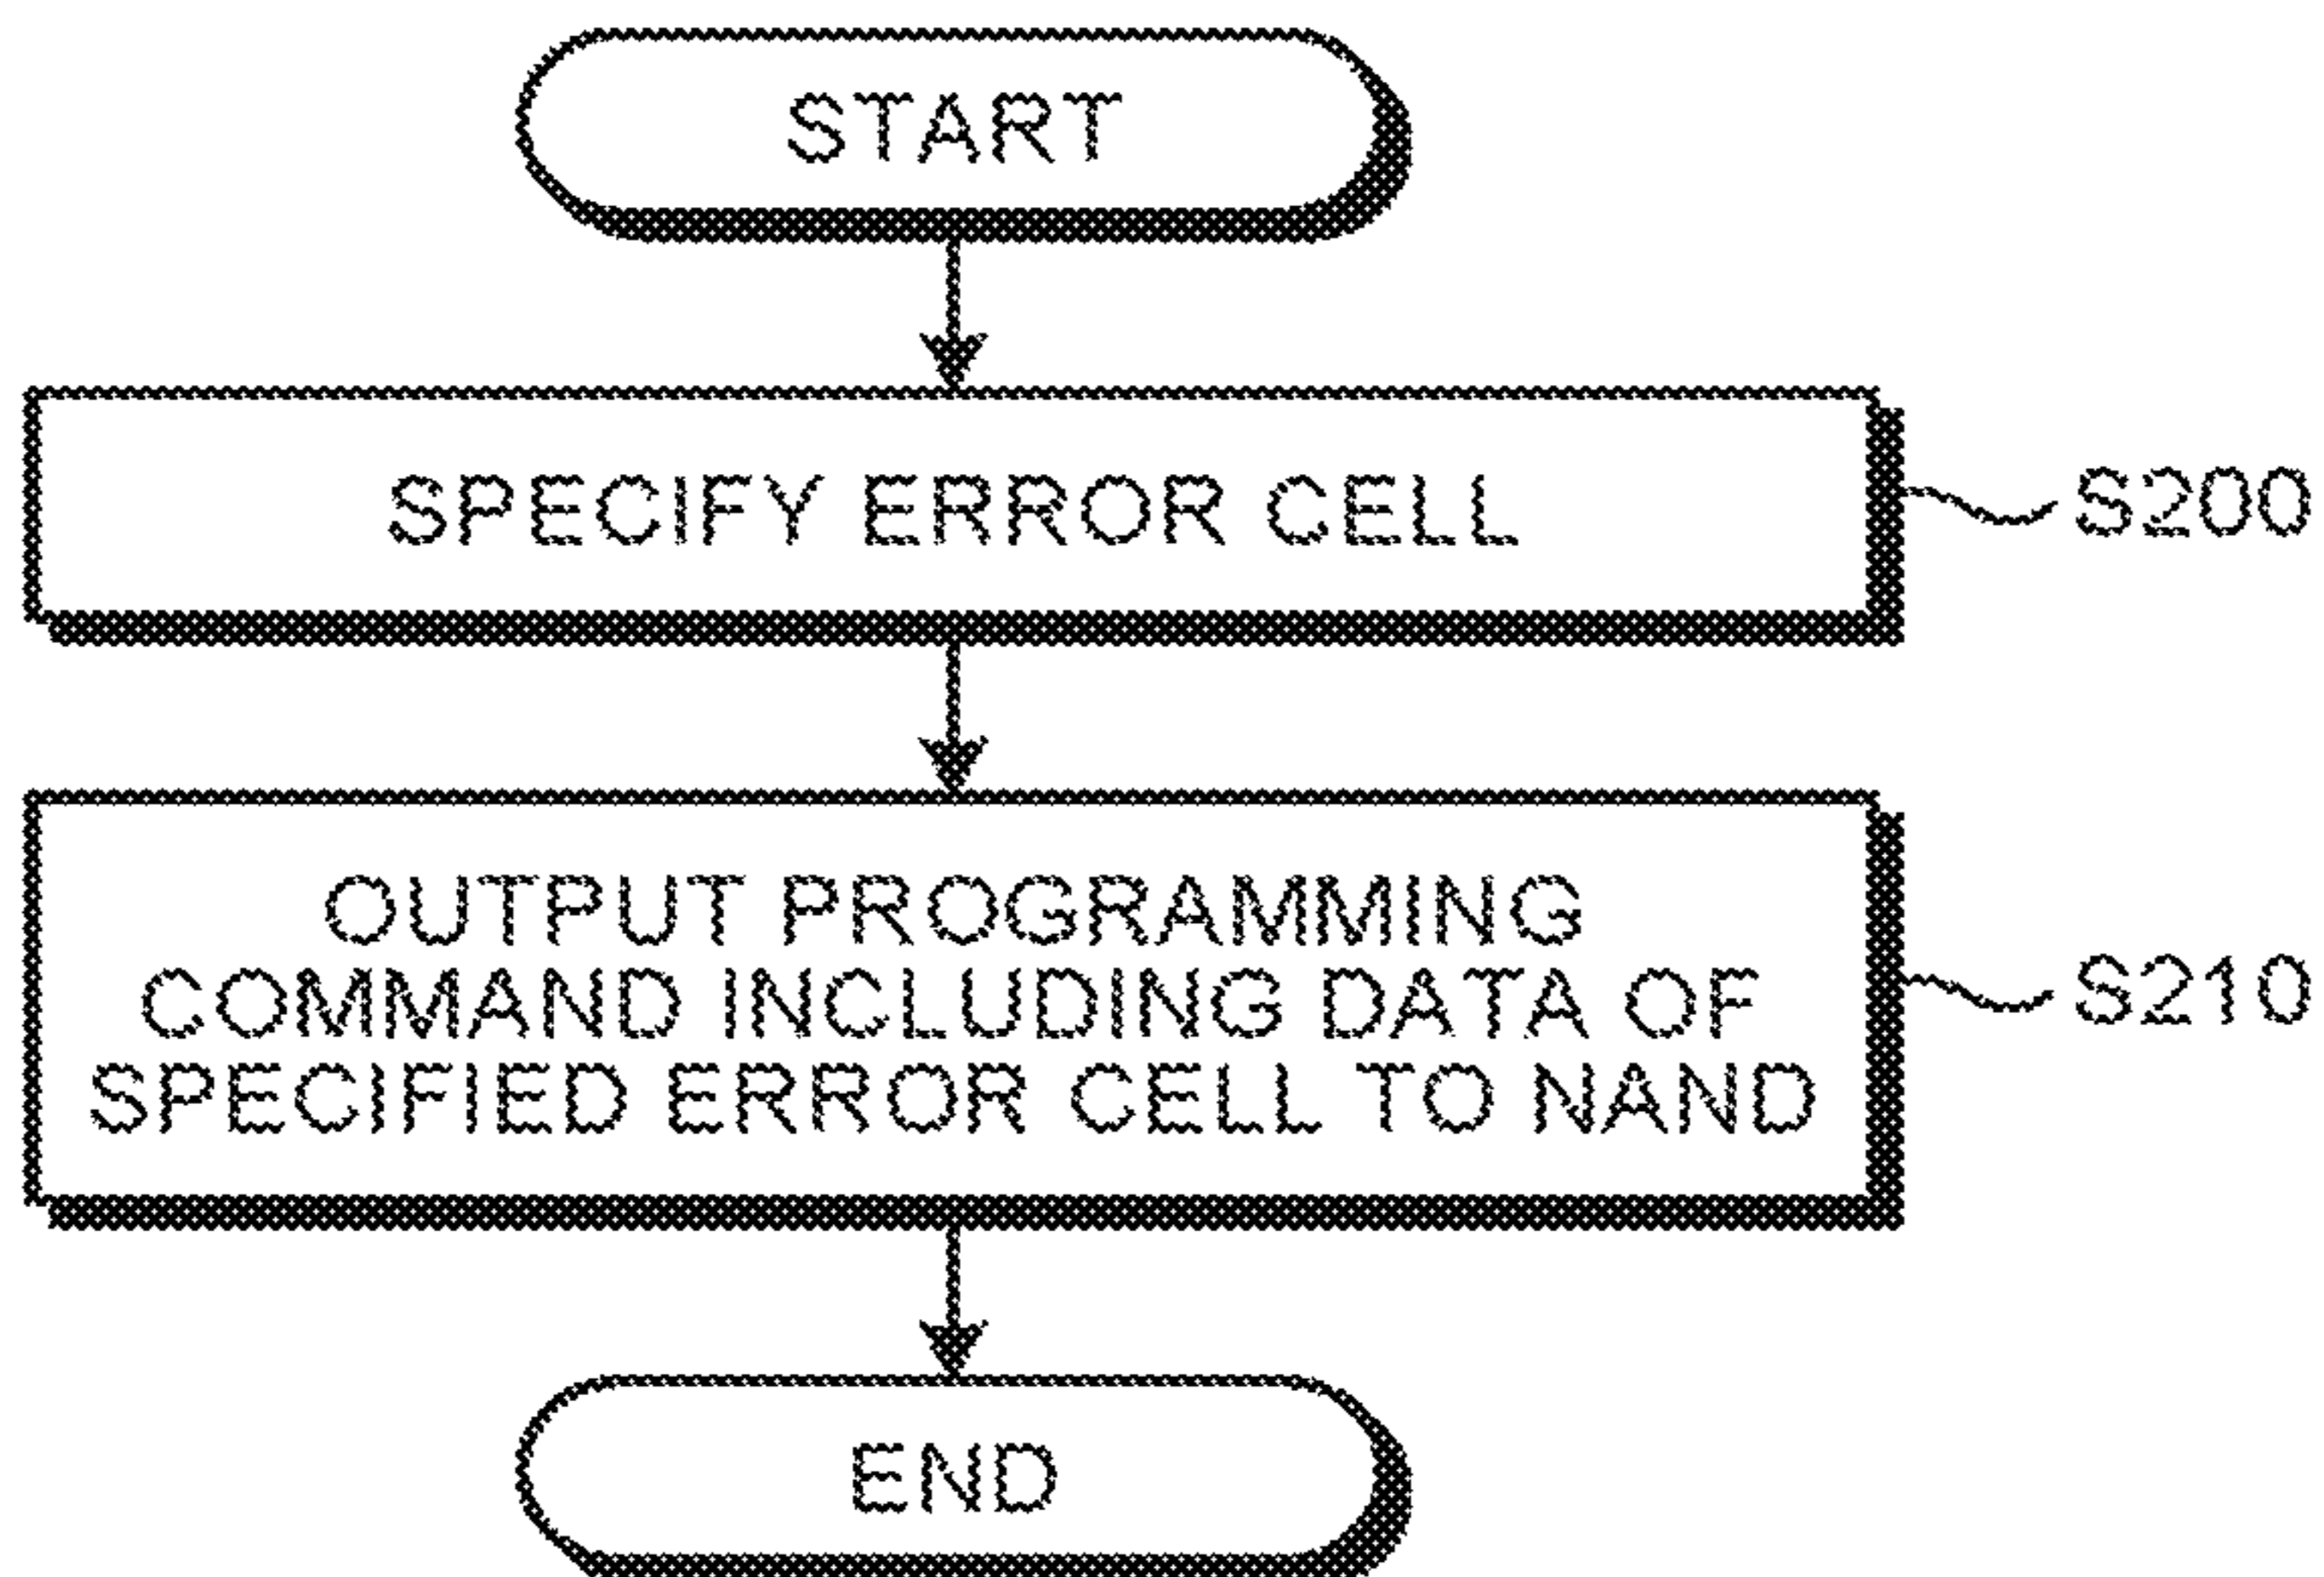 START
SPECIFY ERROR CELL
S200
OUTPUT PROGRAMMING
COMMAND INCLUDING DATA OF
SPECIFIED ERROR CELL TO NAND
S210
END